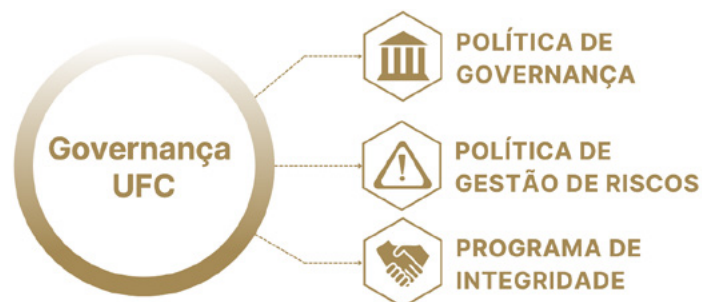 Governança
UFC
POLÍTICA DE
GOVERNANÇA
POLÍTICA DE
GESTÃO DE RISCOS
PROGRAMA DE
INTEGRIDADE